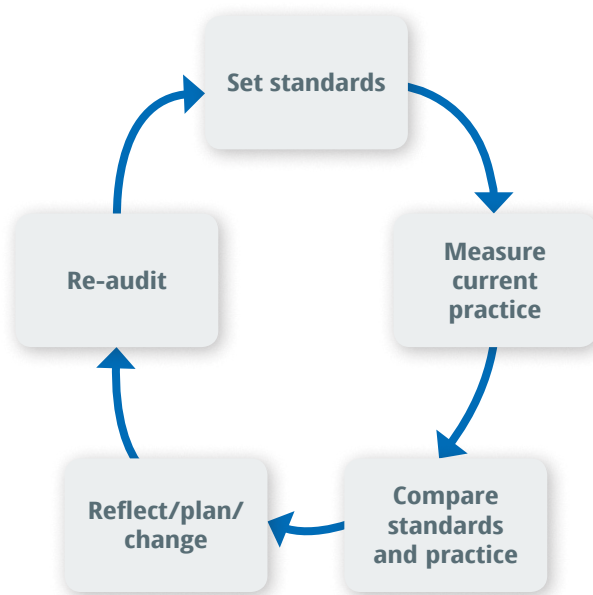 Set standards
Measure
current
practice
Compare
standards
and practice
Reflect/plan/
change
Re-audit